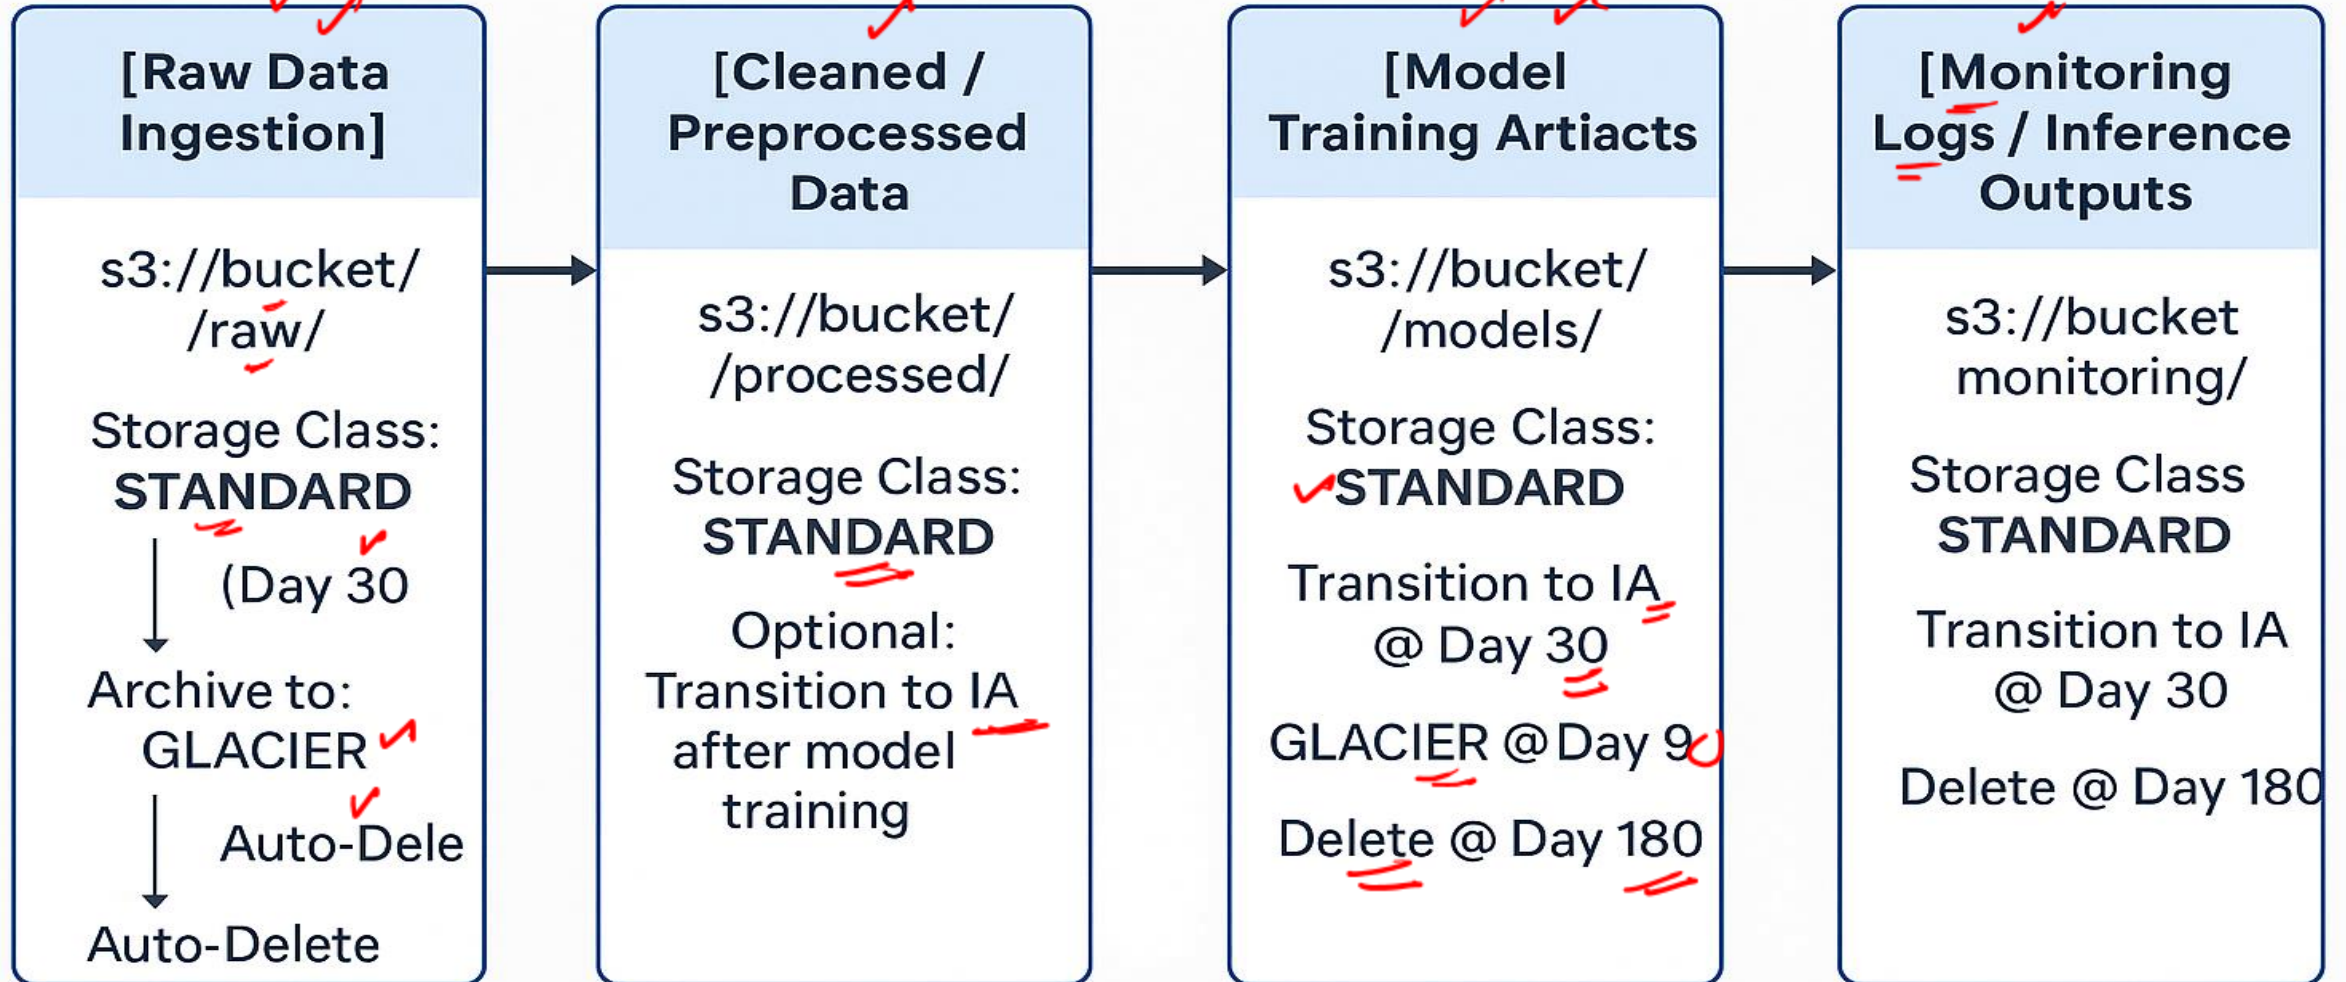 [Raw Data
Ingestion]
s3://bucket/
/raw/
Storage Class:
STANDARD
(Day 30
Archive to:
GLACIER
Auto-Dele
Auto-Delete
[Cleaned /
Preprocessed
Data
s3://bucket/
/processed/
Storage Class:
STANDARD
Optional:
Transition to IA
after model
training
[Model
Training Artiacts
s3://bucket/
/models/
Storage Class:
STANDARD
Transition to IA
@ Day 30
GLACIER @ Day 90
Delete @ Day 180
[Monitoring
Logs / Inference
Outputs
s3://bucket
monitoring/
Storage Class
STANDARD
Transition to IA
@ Day 30
Delete @ Day 180